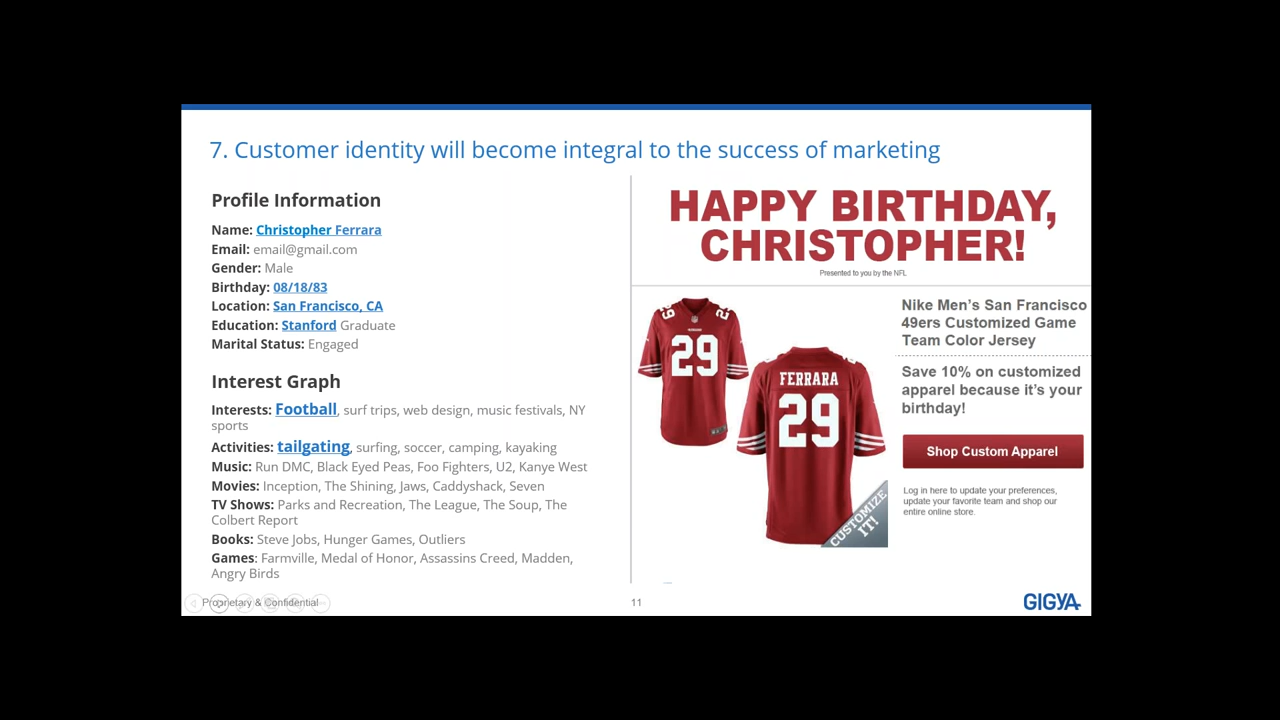 7. Customer identity will become integral to the success of marketing
Profile Information
Name: Christopher Ferrara
Email: email@gmail.com
Gender: Male
Birthday: 08/18/83
Location: San Francisco, CA
Education: Stanford Graduate
Marital Status: Engaged
Interest Graph
Interests: Football, surf trips, web design, music festivals, NY
sports
Activities: tailgating, surfing, soccer, camping, kayaking
Music: Run DMC, Black Eyed Peas, Foo Fighters, U2, Kanye West
Movies: Inception, The Shining, Jaws, Caddyshack, Seven
TV Shows: Parks and Recreation, The League, The Soup, The
Colbert Report
Books: Steve Jobs, Hunger Games, Outliers
Games: Farmville, Medal of Honor, Assassins Creed, Madden,
Angry Birds
HAPPY BIRTHDAY,
CHRISTOPHER!
Presented to you by the NFL
29
29
29
FERRARA
29
CUSTOMIZE
IT!
Nike Men's San Francisco
49ers Customized Game
Team Color Jersey
Save 10% on customized
apparel because it's your
birthday!
Shop Custom Apparel
Log in here to update your preferences,
update your favorite team and shop our
entire online store.
Proprietary & Confidential
11
GIGYA